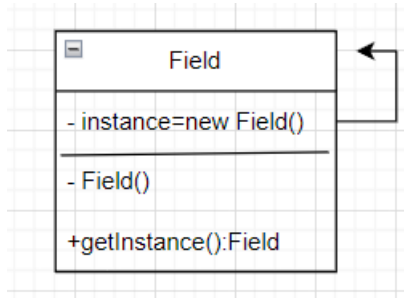 Field
- instance=new Field()
- Field()
+getInstance():Field